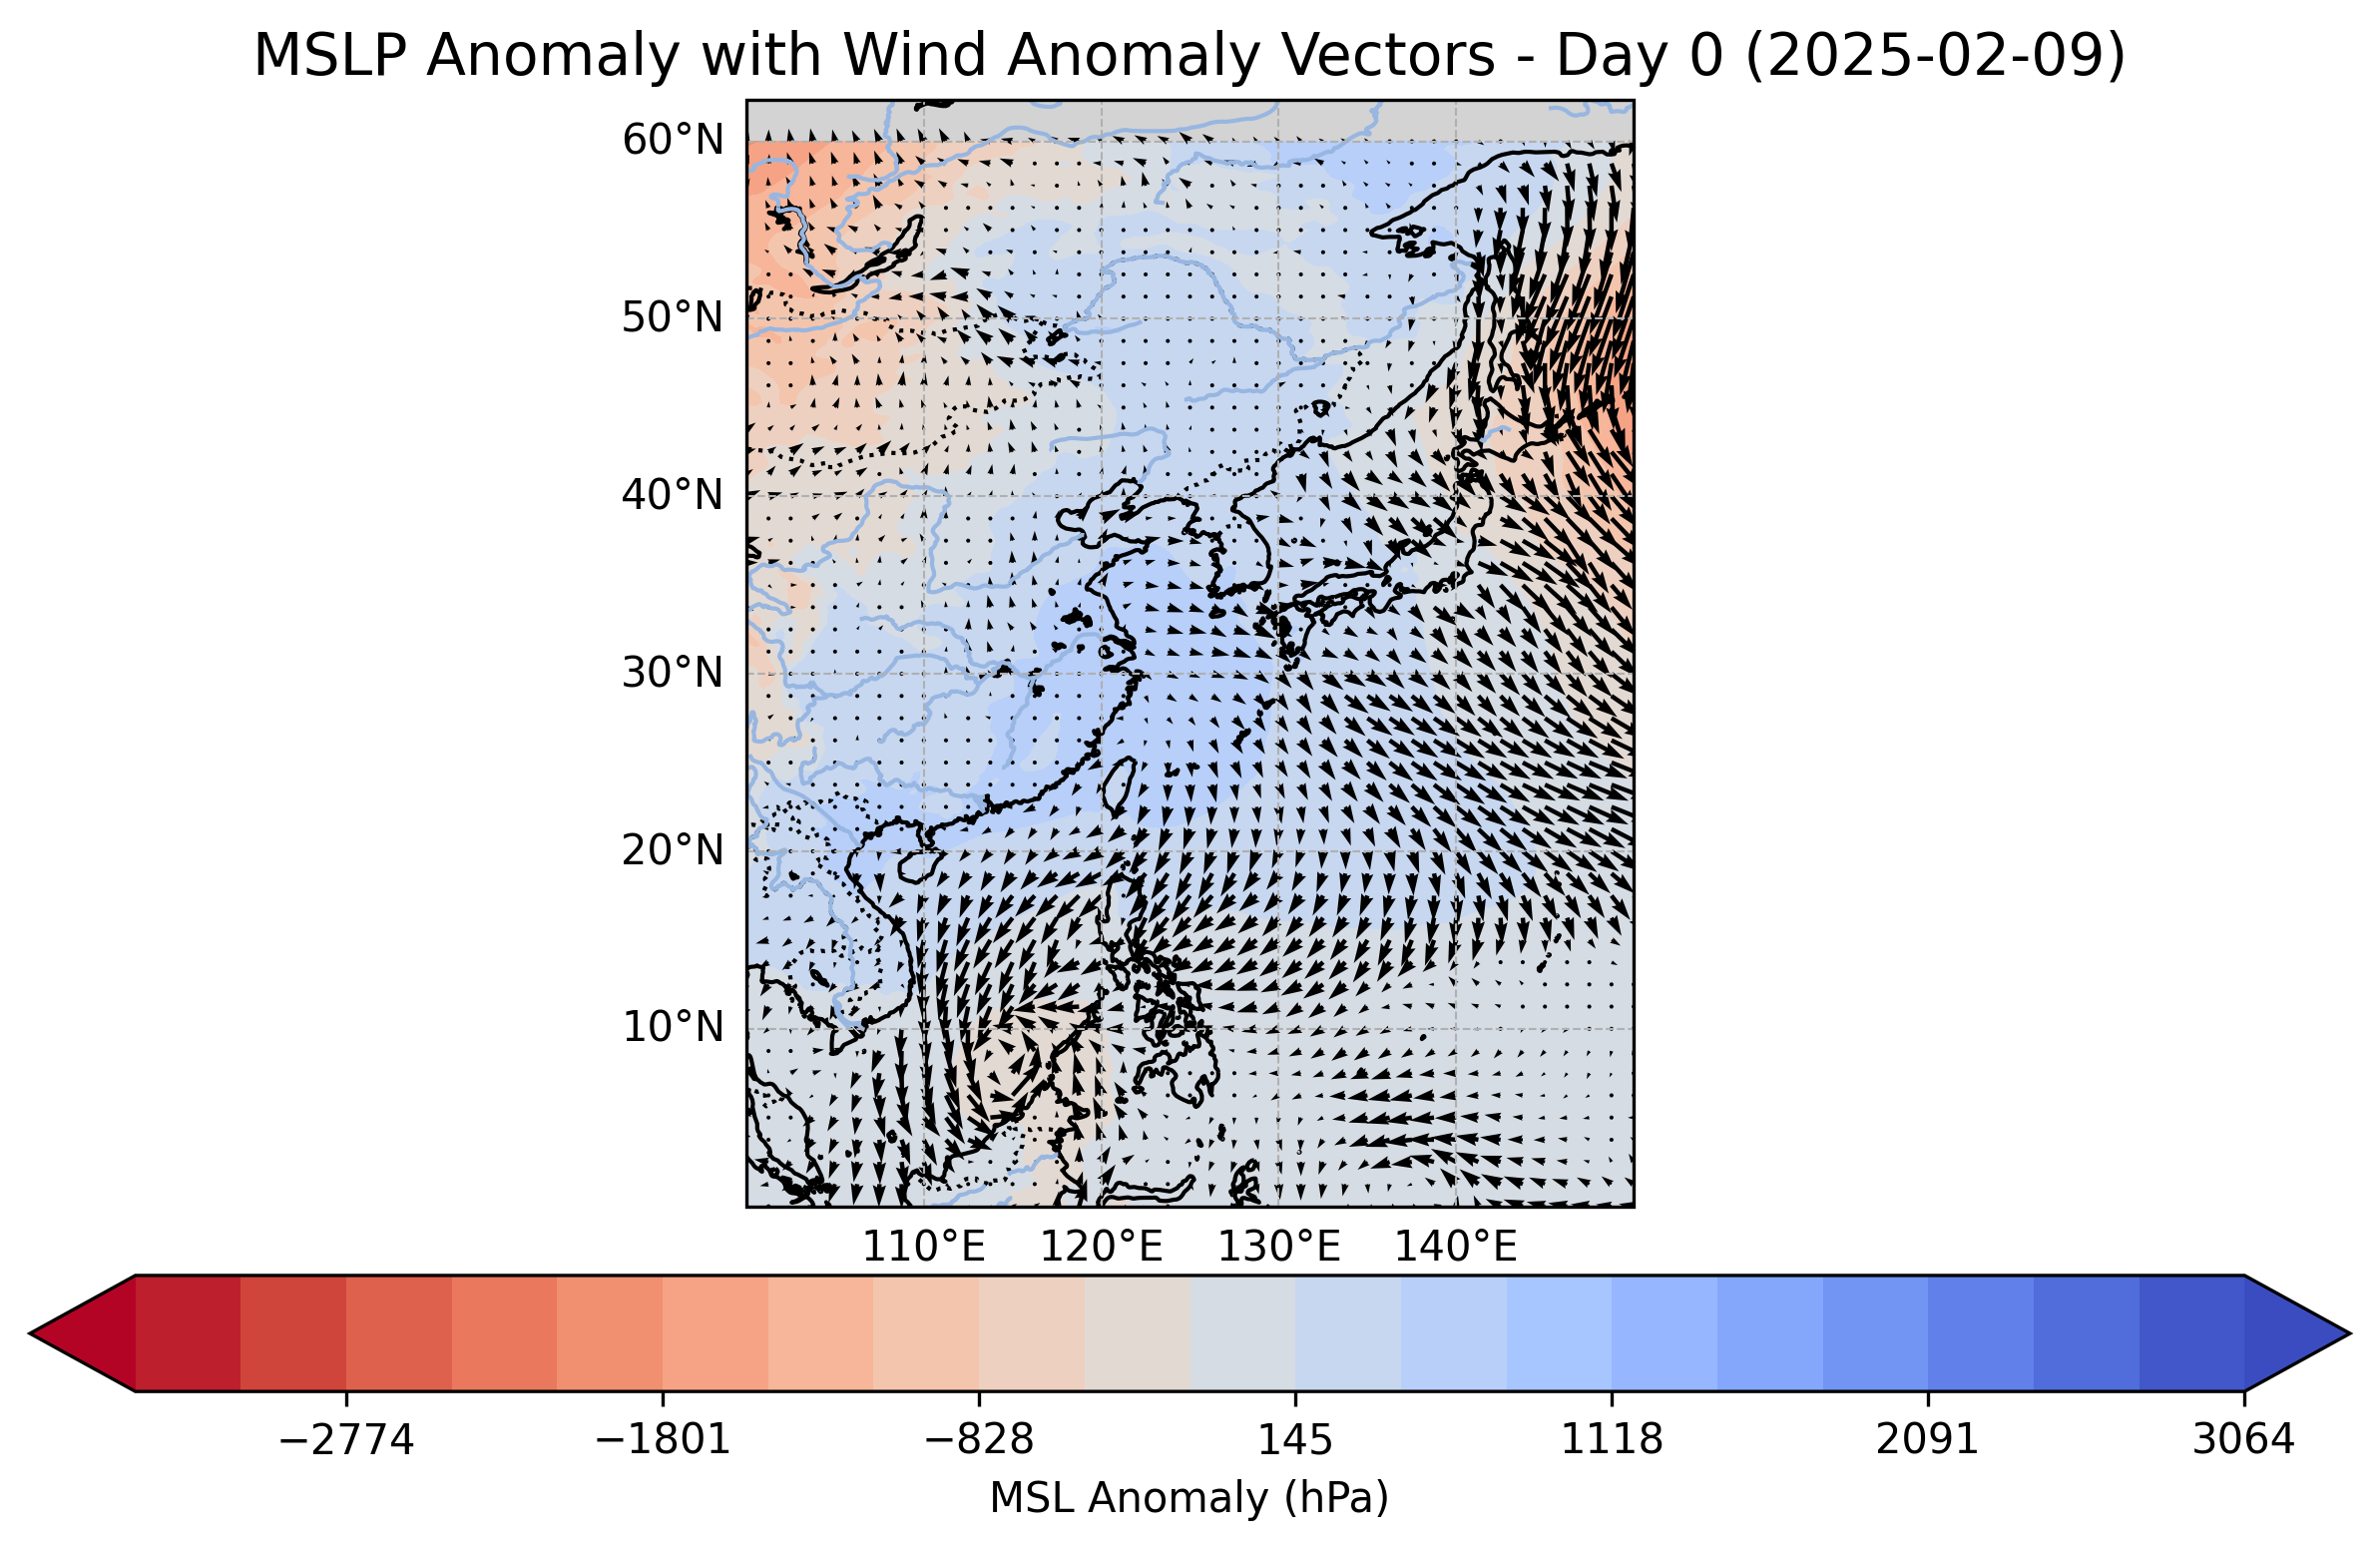 MSLP Anomaly with Wind Anomaly Vectors - Day 0 (2025-02-09)
60°N
50°N
40°N
30°N
20°N
10°N
110°E 120°E 130°E 140°E
−2774 −1801 −828 145 1118 2091 3064
MSL Anomaly (hPa)